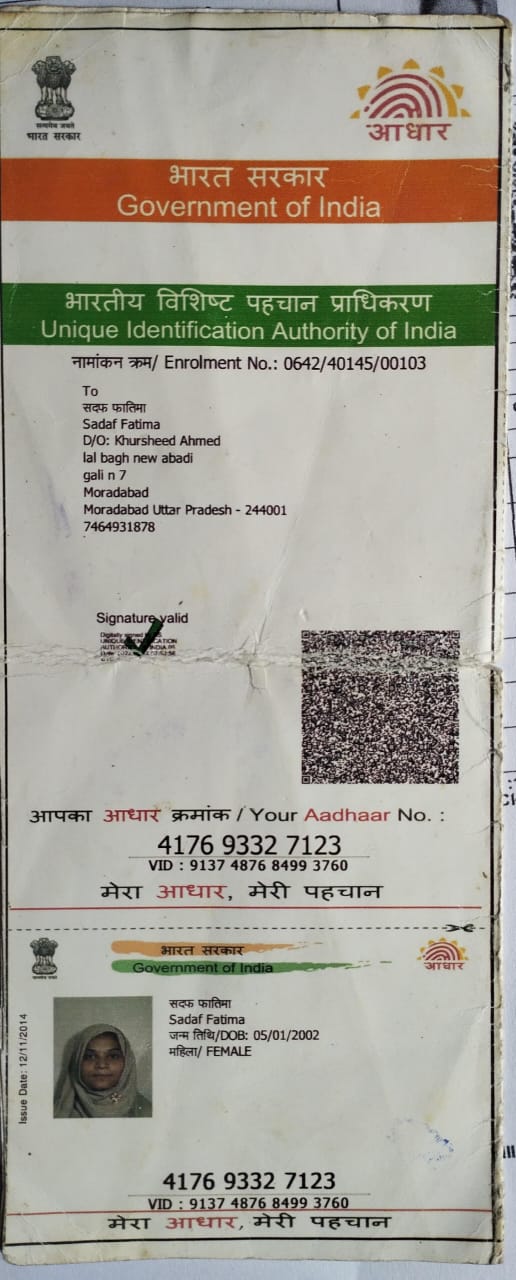 सत्यमेव जयते
भारत सरकार
आधार
भारत सरकार
Government of India
भारतीय विशिष्ट पहचान प्राधिकरण
Unique Identification Authority of India
नामांकन क्रम/ Enrolment No.: 0642/40145/00103
To
सदफ फातिमा
Sadaf Fatima
D/O: Khursheed Ahmed
lal bagh new abadi
gali n 7
Moradabad
Moradabad Uttar Pradesh - 244001
7464931878
Signature valid
Digitally signed
आपका आधार क्रमांक / Your Aadhaar No. :
4176 9332 7123
VID : 9137 4876 8499 3760
मेरा आधार, मेरी पहचान
भारत सरकार
Government of India
आधार
Issue Date: 12/11/2014
सदफ फातिमा
Sadaf Fatima
जन्म तिथि/DOB: 05/01/2002
महिला/ FEMALE
4176 9332 7123
VID : 9137 4876 8499 3760
मेरा आधार, मेरी पहचान